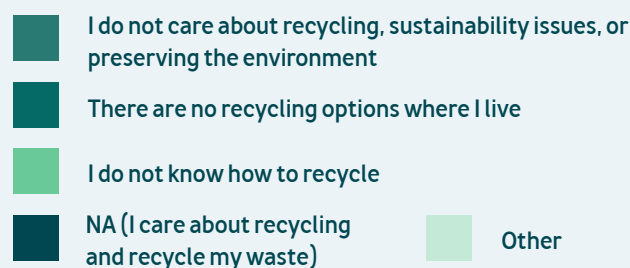 I do not care about recycling, sustainability issues, or
preserving the environment
There are no recycling options where I live
I do not know how to recycle
NA (I care about recycling
and recycle my waste)
Other